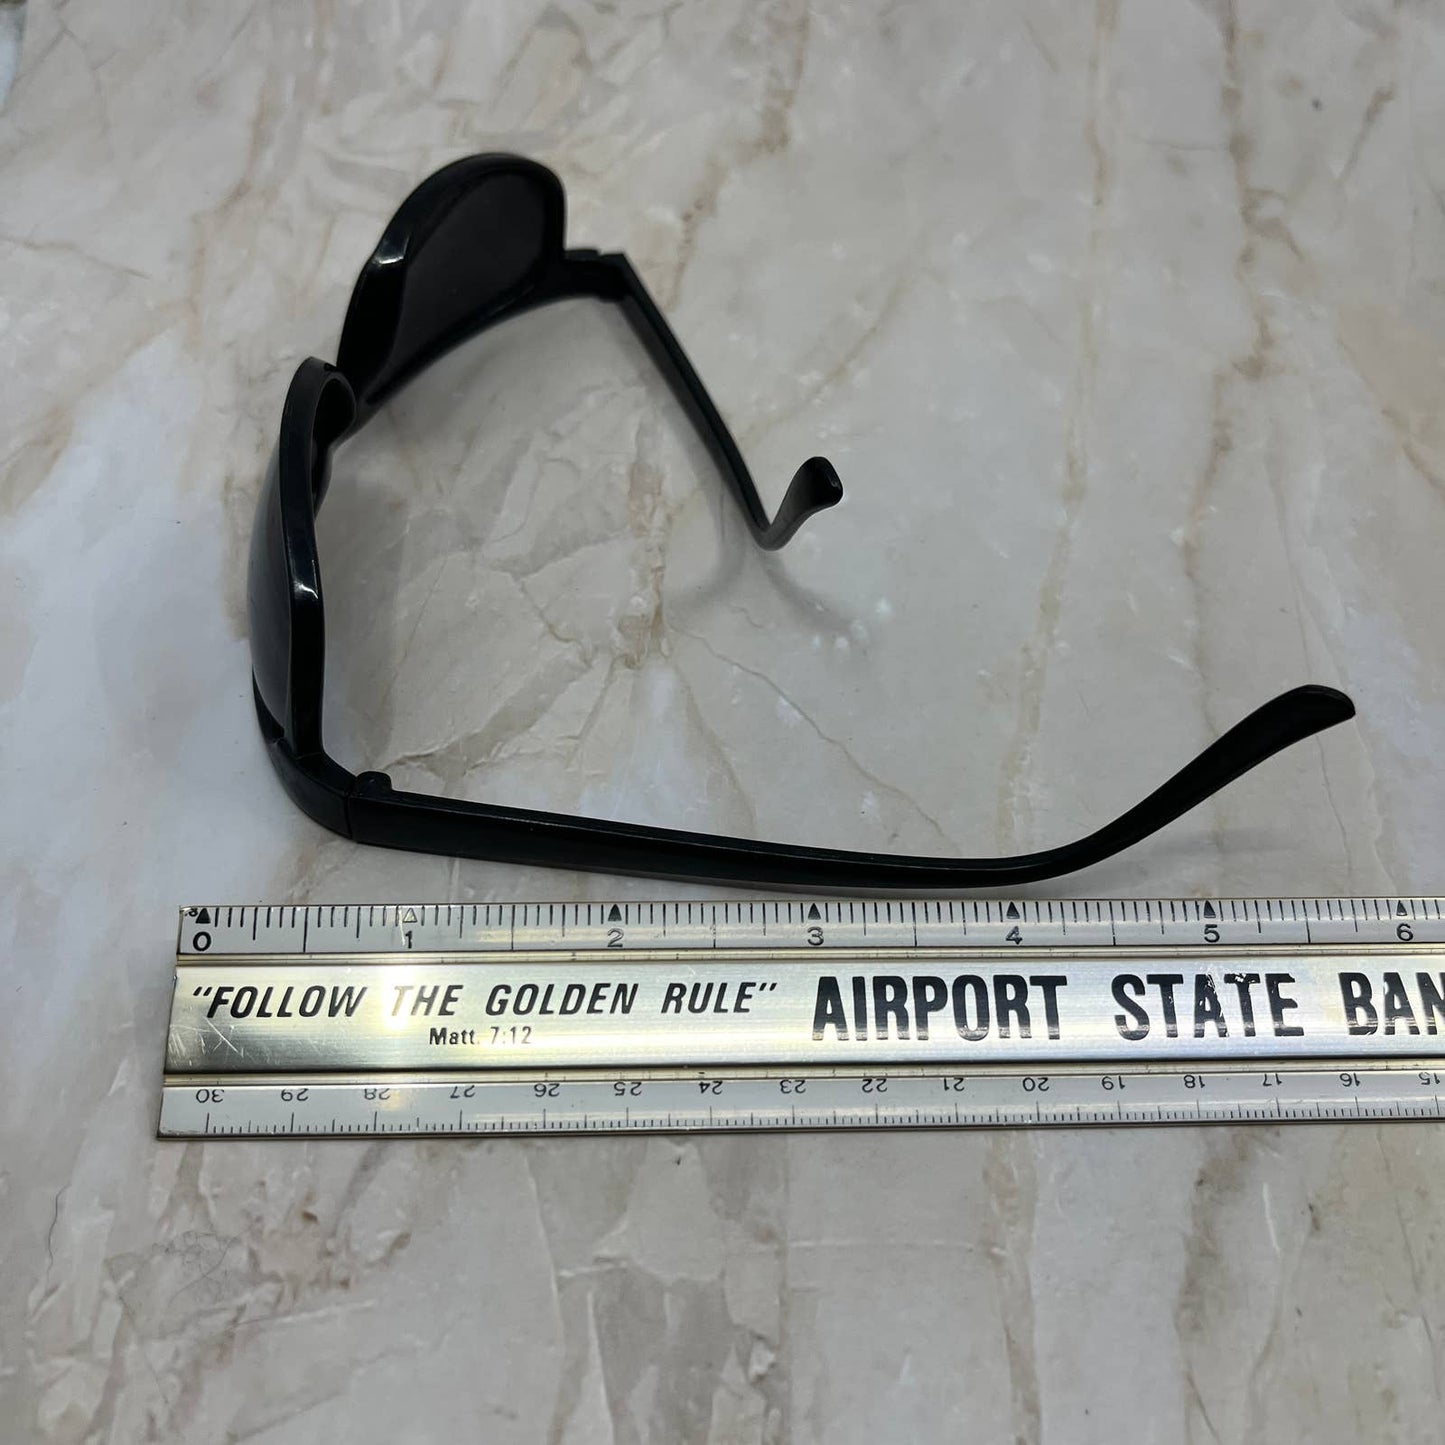 0 1 2 3 4 5 6
"FOLLOW THE GOLDEN RULE" AIRPORT STATE BAN
Matt. 7:12
30 29 28 27 26 25 24 23 22 21 20 19 18 17 16 15